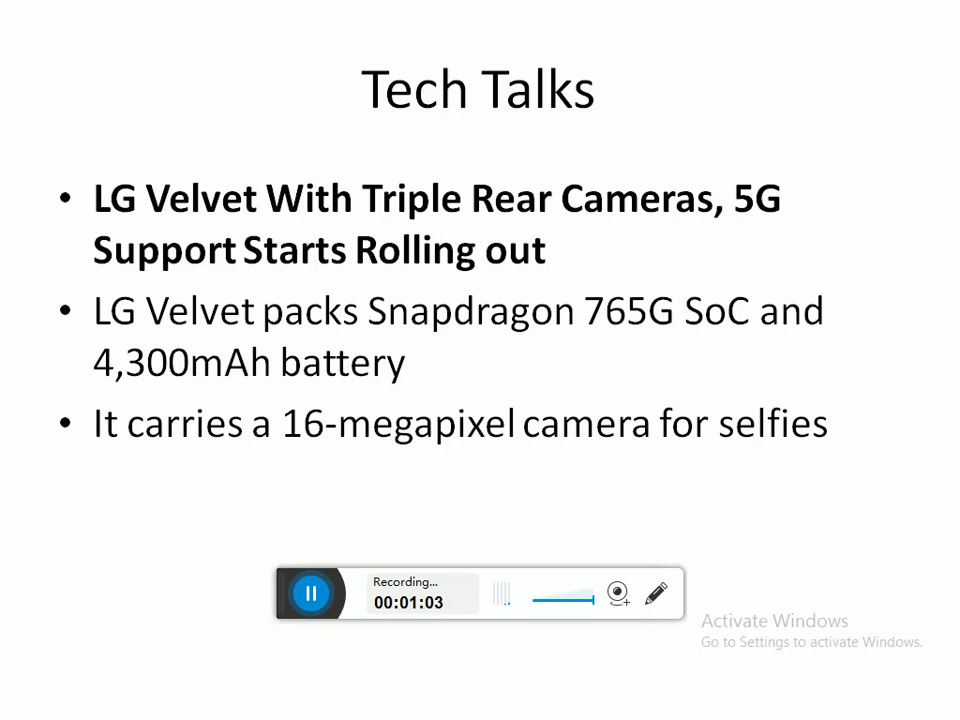 Tech Talks
• LG Velvet With Triple Rear Cameras, 5G
Support Starts Rolling out
• LG Velvet packs Snapdragon 765G SoC and
4,300mAh battery
• It carries a 16-megapixel camera for selfies
Recording...
00:01:03
Activate Windows
Go to Settings to activate Windows.